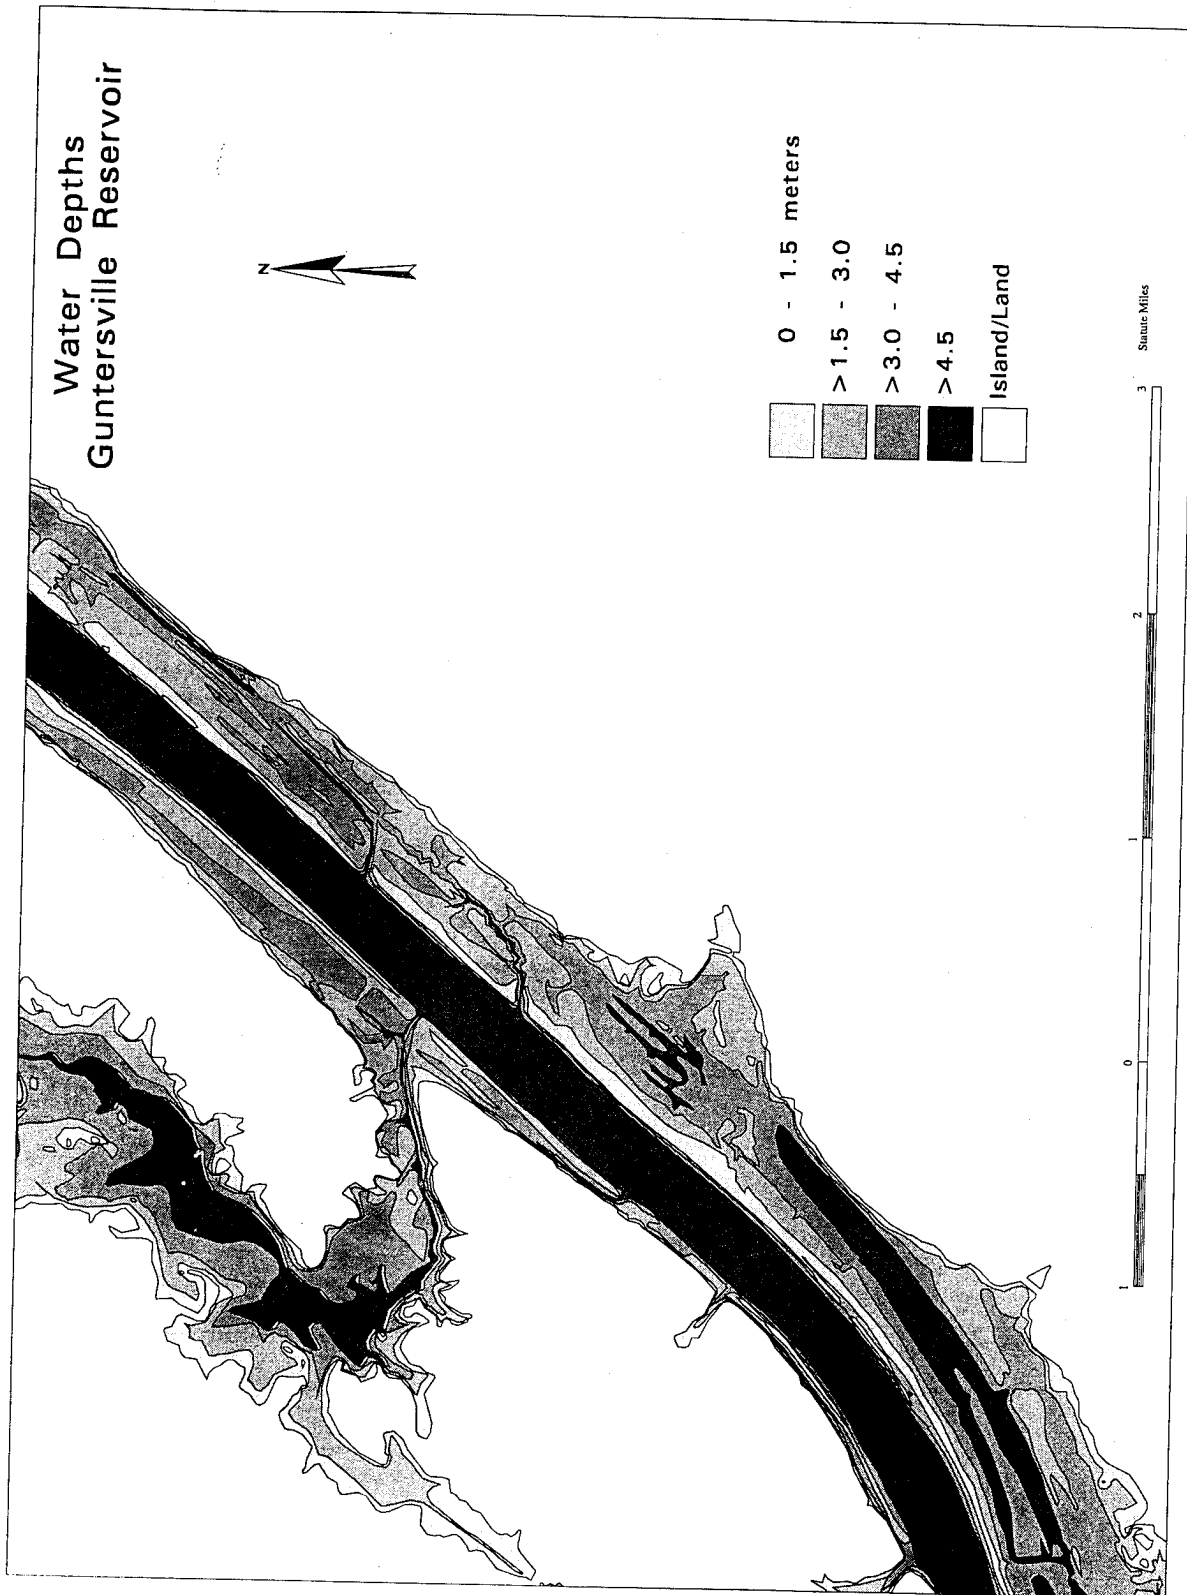 Water Depths
Guntersville Reservoir
N
0 - 1.5 meters
>1.5 - 3.0
>3.0 - 4.5
>4.5
Island/Land
1 0 1 2 3
Statute Miles